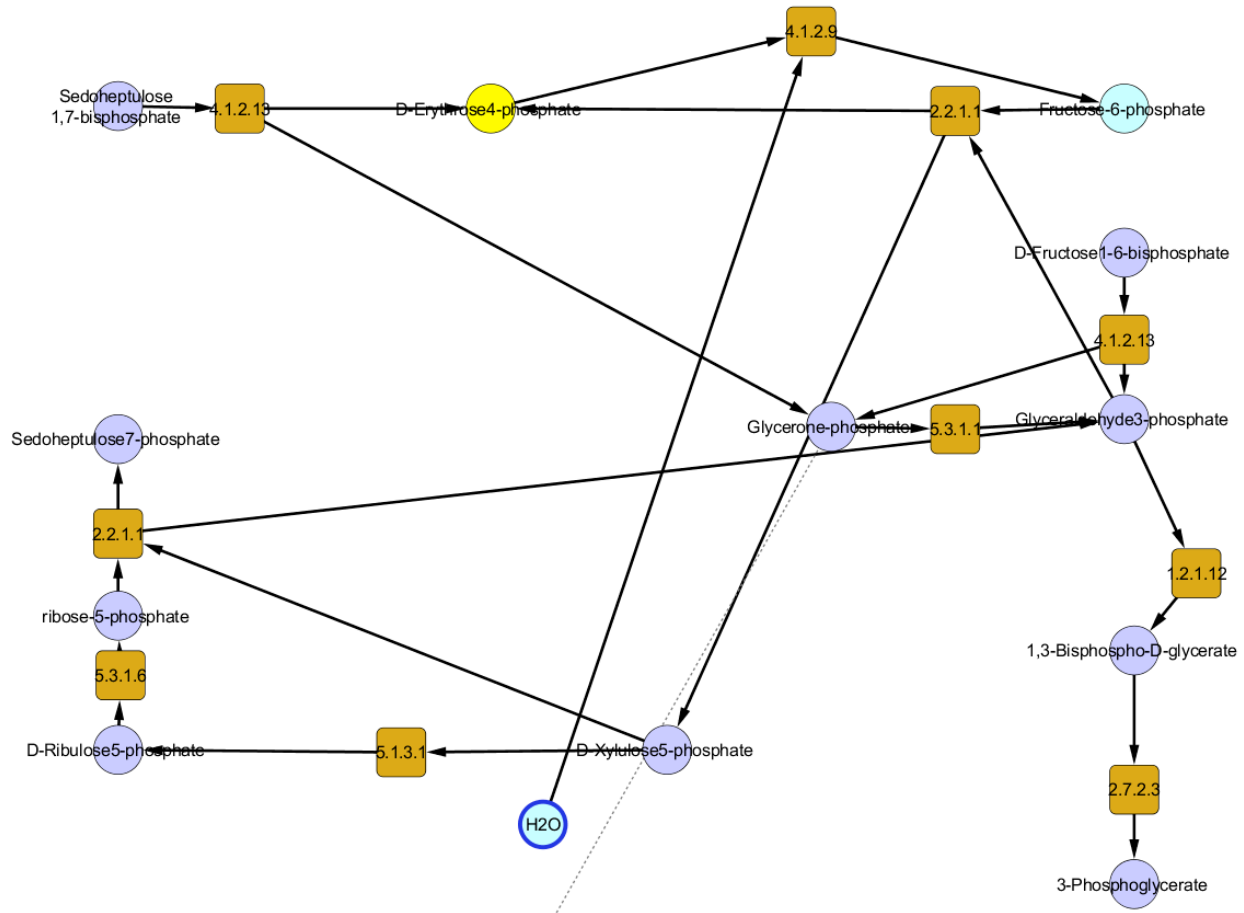 4.1.2.9
Sedoheptulose
1,7-bisphosphate
4.1.2.13
D-Erythrose4-phosphate
2.2.1.1
Fructose-6-phosphate
D-Fructose1-6-bisphosphate
4.1.2.13
Sedoheptulose7-phosphate
Glycerone-phosphate
5.3.1.1
Glyceraldehyde3-phosphate
2.2.1.1
1.2.1.12
ribose-5-phosphate
1,3-Bisphospho-D-glycerate
5.3.1.6
D-Ribulose5-phosphate
5.1.3.1
D-Xylulose5-phosphate
2.7.2.3
H2O
3-Phosphoglycerate